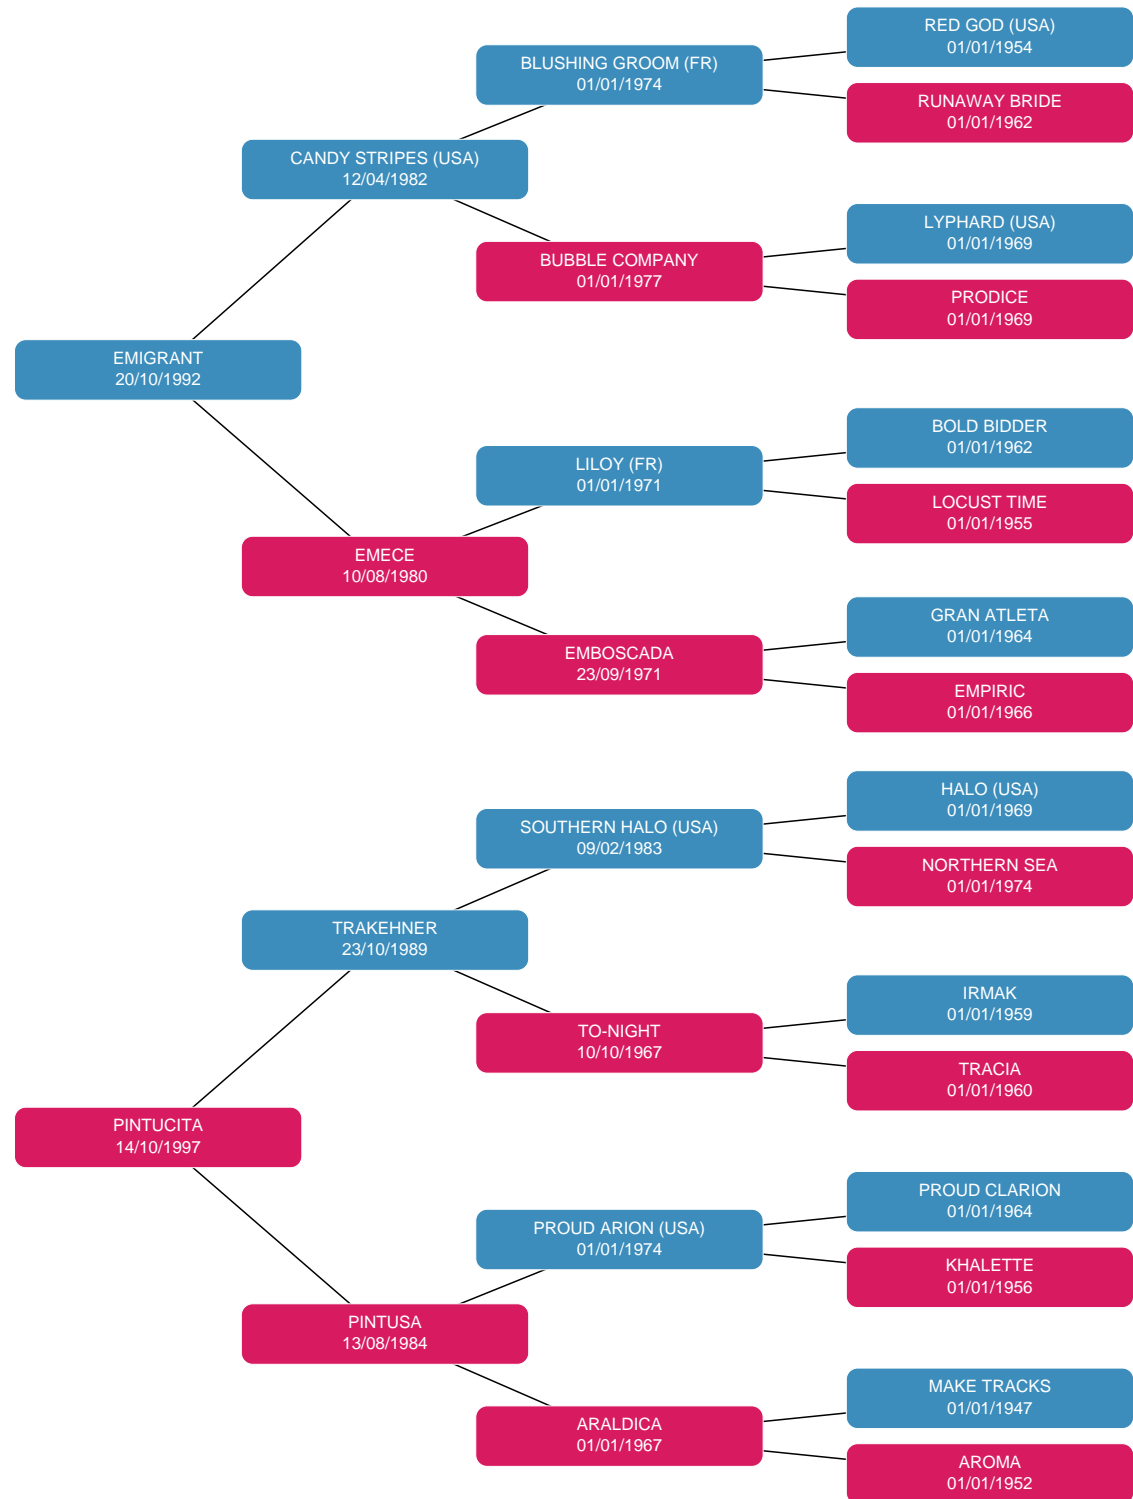 RED GOD (USA)
01/01/1954
BLUSHING GROOM (FR)
01/01/1974
RUNAWAY BRIDE
01/01/1962
CANDY STRIPES (USA)
12/04/1982
LYPHARD (USA)
01/01/1969
BUBBLE COMPANY
01/01/1977
PRODICE
01/01/1969
EMIGRANT
20/10/1992
BOLD BIDDER
01/01/1962
LILOY (FR)
01/01/1971
LOCUST TIME
01/01/1955
EMECE
10/08/1980
GRAN ATLETA
01/01/1964
EMBOSCADA
23/09/1971
EMPIRIC
01/01/1966
HALO (USA)
01/01/1969
SOUTHERN HALO (USA)
09/02/1983
NORTHERN SEA
01/01/1974
TRAKEHNER
23/10/1989
IRMAK
01/01/1959
TO-NIGHT
10/10/1967
TRACIA
01/01/1960
PINTUCITA
14/10/1997
PROUD CLARION
01/01/1964
PROUD ARION (USA)
01/01/1974
KHALETTE
01/01/1956
PINTUSA
13/08/1984
MAKE TRACKS
01/01/1947
ARALDICA
01/01/1967
AROMA
01/01/1952